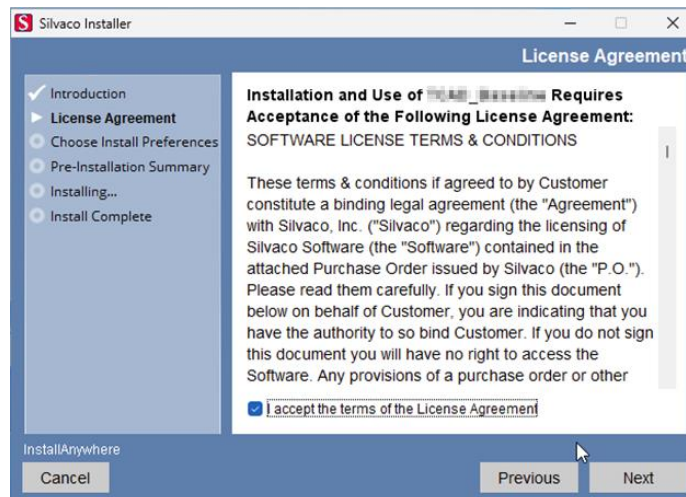 Silvaco Installer
License Agreement
Introduction
License Agreement
Choose Install Preferences
Pre-Installation Summary
Installing...
Install Complete
Installation and Use of Requires
Acceptance of the Following License Agreement:
SOFTWARE LICENSE TERMS & CONDITIONS
These terms & conditions if agreed to by Customer
constitute a binding legal agreement (the "Agreement")
with Silvaco, Inc. ("Silvaco") regarding the licensing of
Silvaco Software (the "Software") contained in the
attached Purchase Order issued by Silvaco (the "P.O.").
Please read them carefully. If you sign this document
below on behalf of Customer, you are indicating that you
have the authority to so bind Customer. If you do not sign
this document you will have no right to access the
Software. Any provisions of a purchase order or other
I accept the terms of the License Agreement
InstallAnywhere
Cancel
Previous
Next